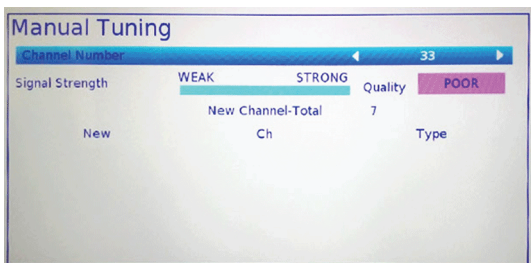 Manual Tuning
Channel Number 33
Signal Strength WEAK STRONG Quality POOR
New Channel-Total 7
New Ch Type